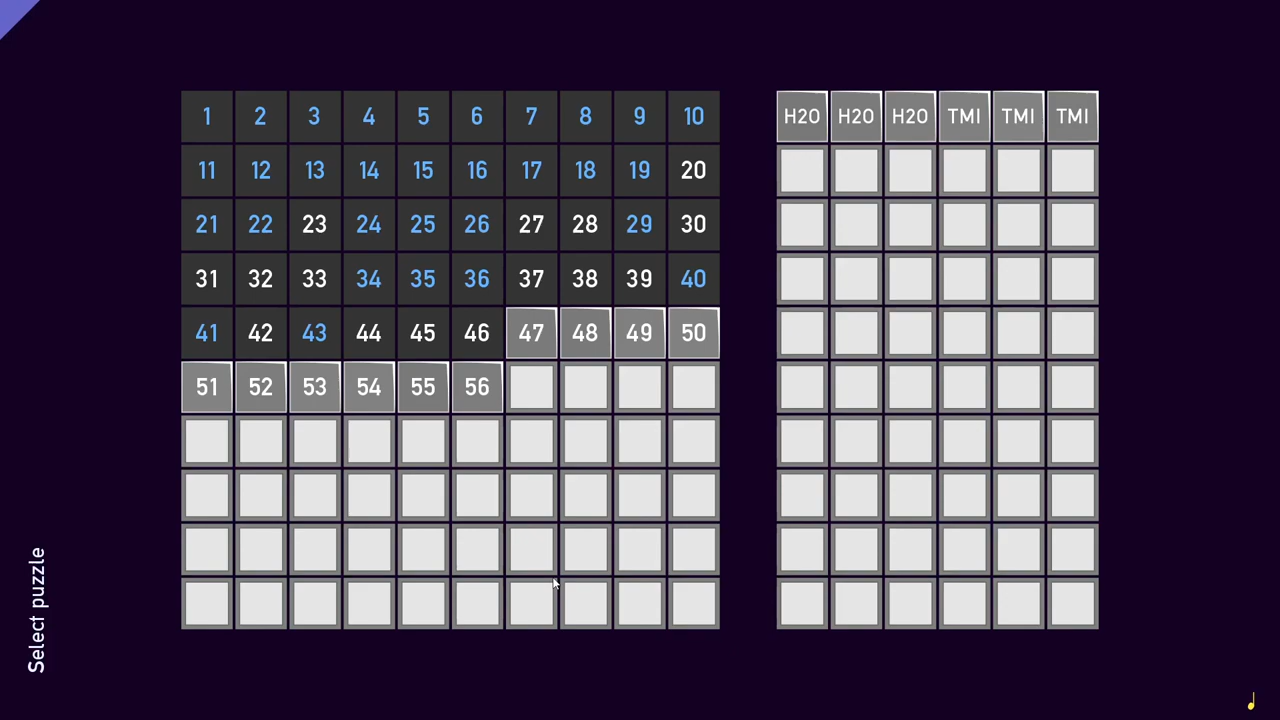 1 2 3 4 5 6 7 8 9 10 H2O H2O H2O TMI TMI TMI
11 12 13 14 15 16 17 18 19 20
21 22 23 24 25 26 27 28 29 30
31 32 33 34 35 36 37 38 39 40
41 42 43 44 45 46 47 48 49 50
51 52 53 54 55 56
Select puzzle